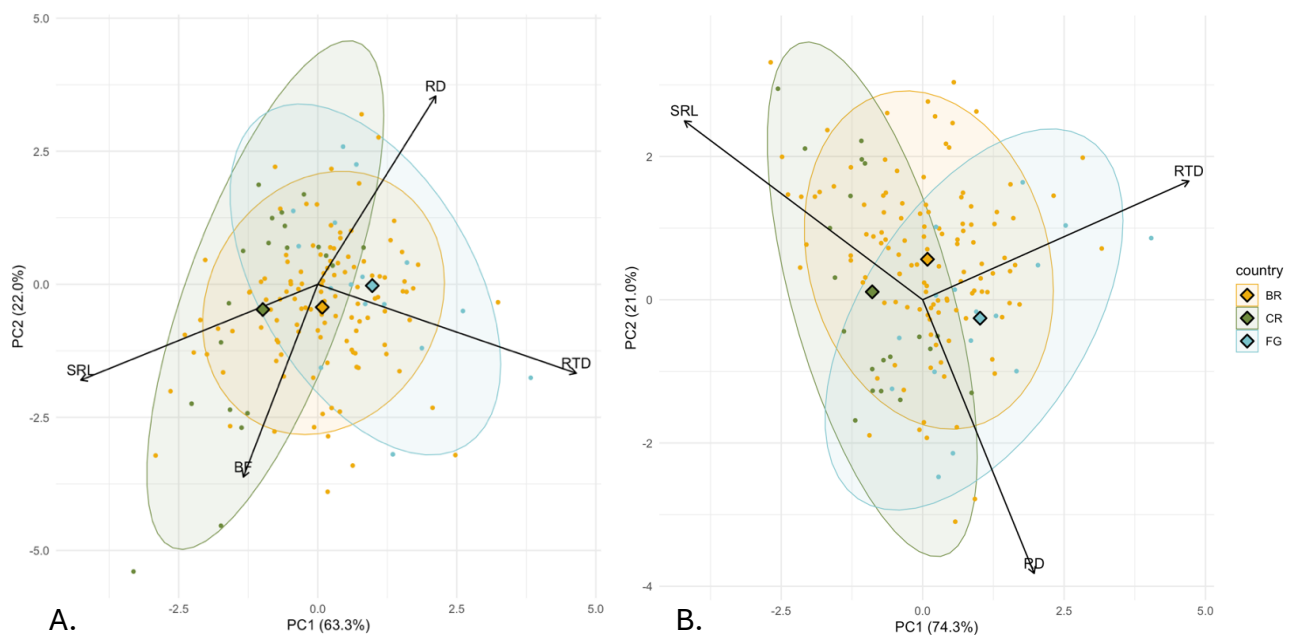 5.0
2.5
0.0
-2.5
-5.0
PC2 (22.0%)
RD
SRL
RTD
BF
-2.5
0.0
2.5
5.0
PC1 (63.3%)
A.
2
0
-2
-4
PC2 (21.0%)
SRL
RTD
RD
-2.5
0.0
2.5
5.0
PC1 (74.3%)
B.
country
BR
CR
FG